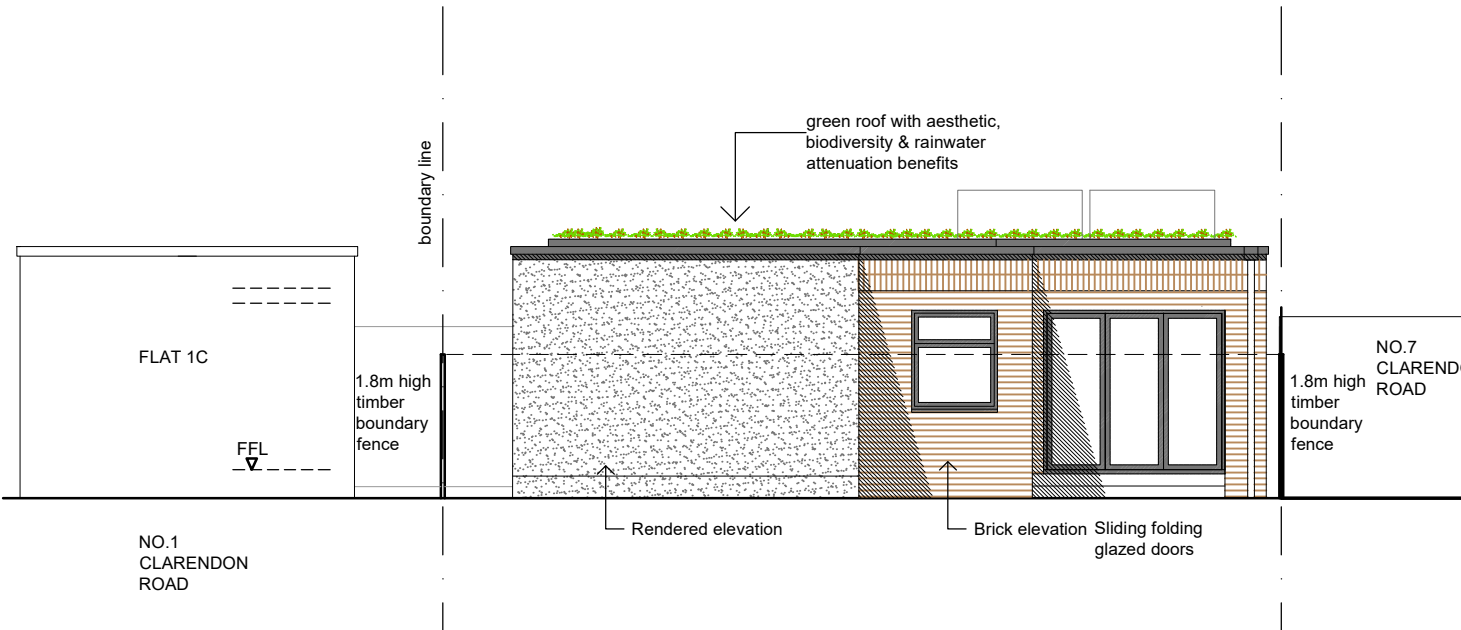 green roof with aesthetic,
biodiversity & rainwater
attenuation benefits
boundary line
FLAT 1C
1.8m high
timber
boundary
fence
FFL
NO.7
CLARENDO
ROAD
1.8m high
timber
boundary
fence
Rendered elevation
Brick elevation
Sliding folding
glazed doors
NO.1
CLARENDON
ROAD